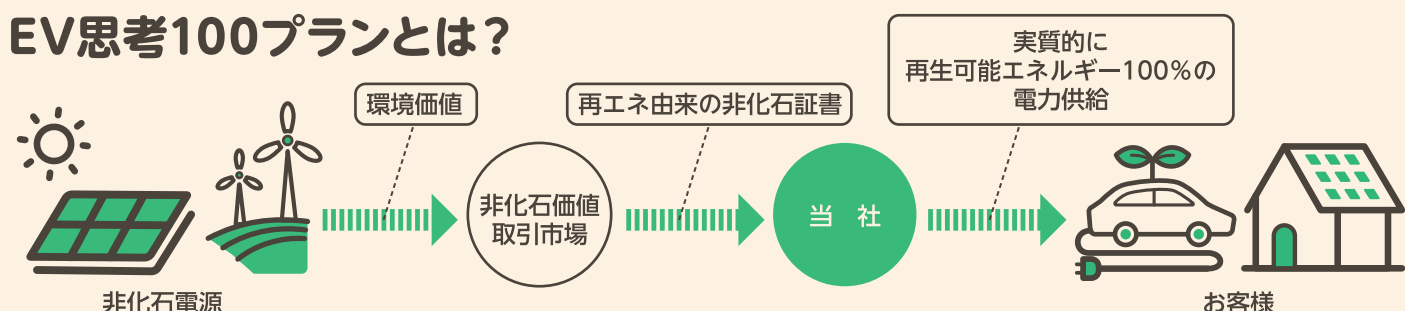 EV思考100プランとは？
環境価値
再エネ由来の非化石証書
実質的に
再生可能エネルギー100%の
電力供給
非化石価値
取引市場
当 社
非化石電源
お客様